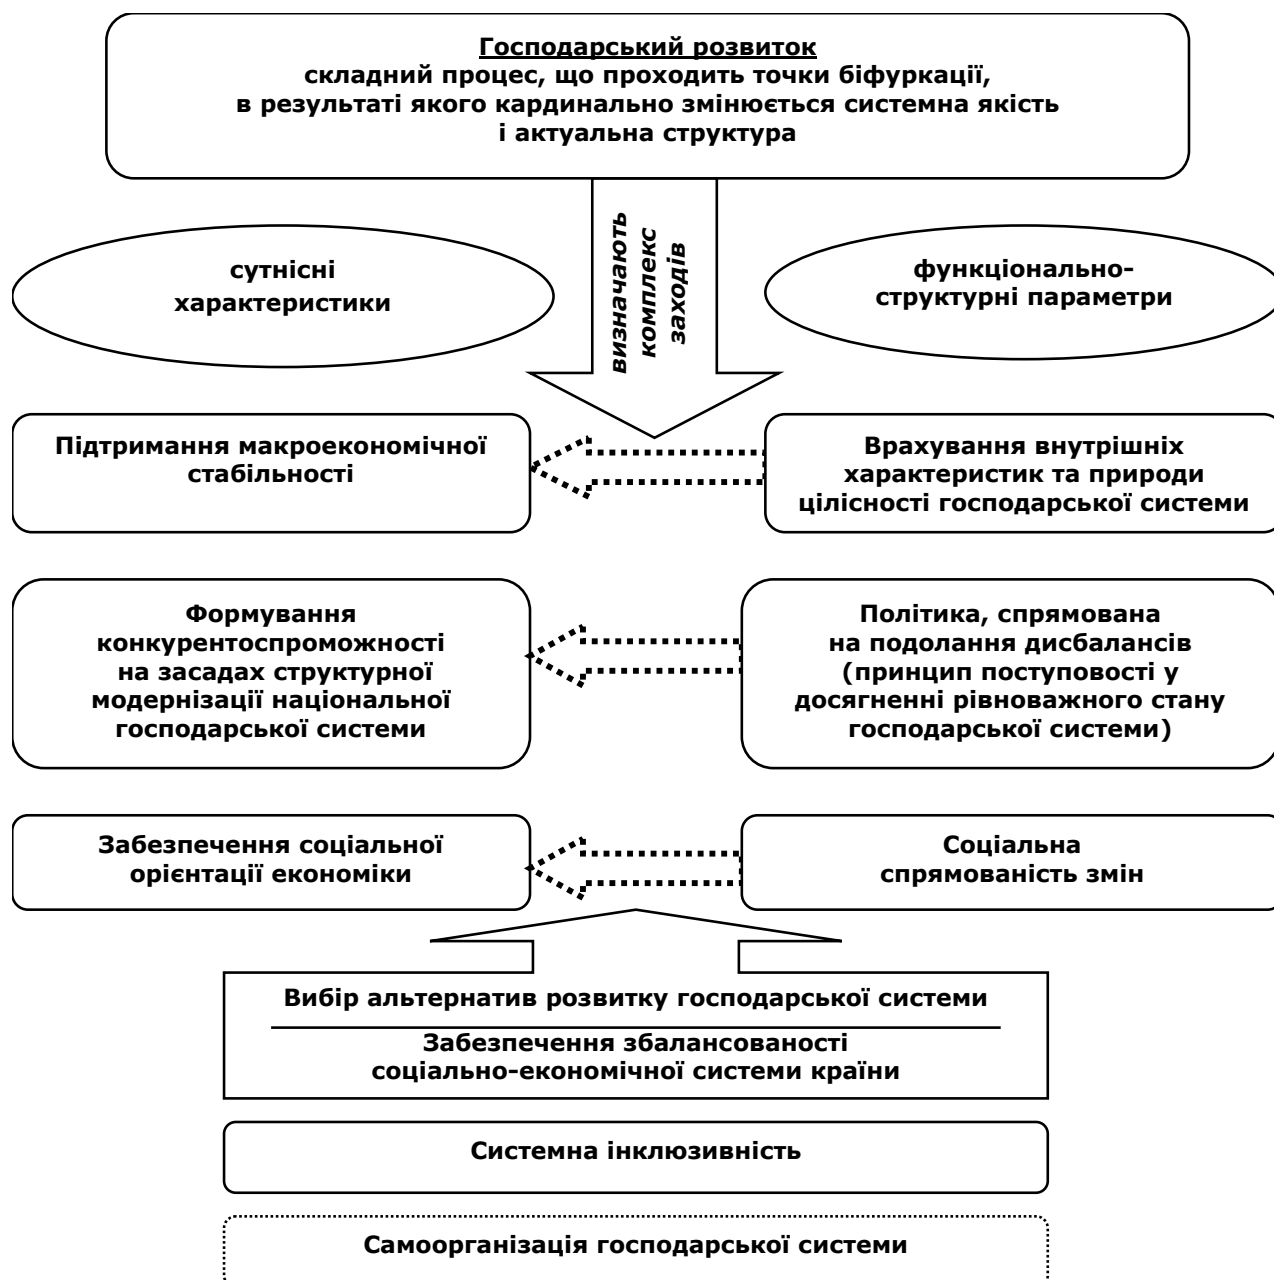 Господарський розвиток
складний процес, що проходить точки біфуркації,
в результаті якого кардинально змінюється системна якість
і актуальна структура
визначають
комплекс
заходів
сутнісні
характеристики
функціонально-
структурні параметри
Підтримання макроекономічної
стабільності
Врахування внутрішніх
характеристик та природи
цілісності господарської системи
Формування
конкурентоспроможності
на засадах структурної
модернізації національної
господарської системи
Політика, спрямована
на подолання дисбалансів
(принцип поступовості у
досягненні рівноважного стану
господарської системи)
Забезпечення соціальної
орієнтації економіки
Соціальна
спрямованість змін
Вибір альтернатив розвитку господарської системи
Забезпечення збалансованості
соціально-економічної системи країни
Системна інклюзивність
Самоорганізація господарської системи